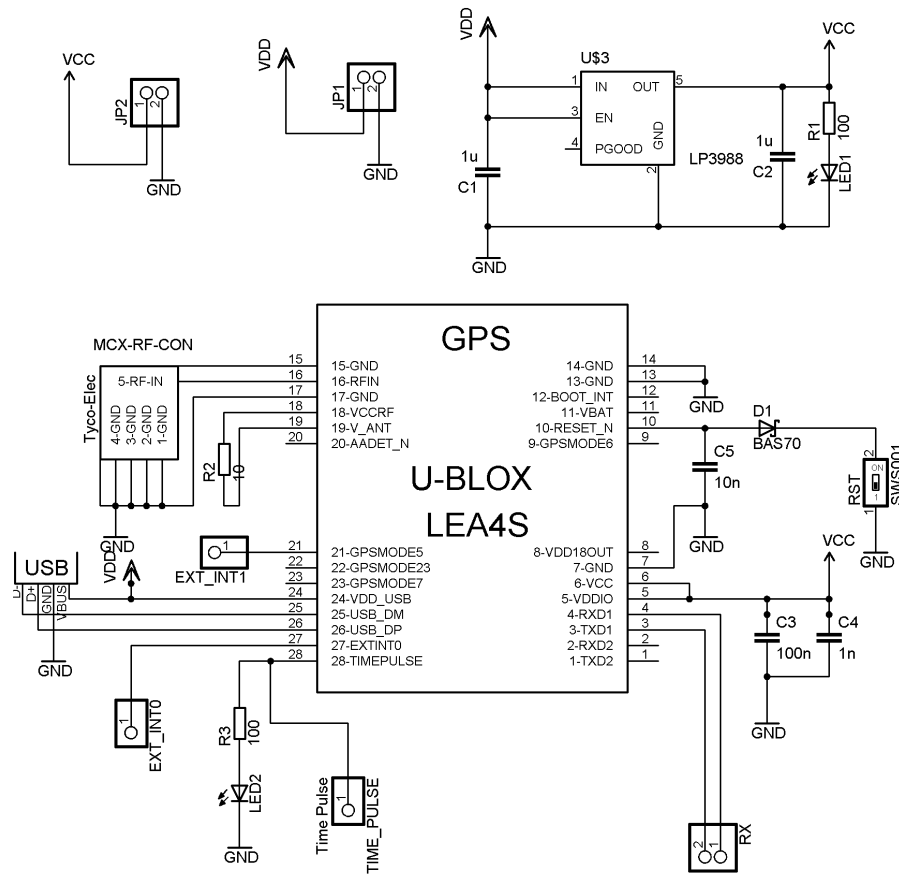 VCC
JP2
1
2
GND
VDD
JP1
1
2
GND
VDD
U$3
1
IN
OUT
5
3
EN
4
PGOOD
GND
2
LP3988
1u
C1
1u
C2
VCC
R1
100
LED1
GND
MCX-RF-CON
Tyco-Elec
5-RF-IN
4-GND
3-GND
2-GND
1-GND
GND
GPS
U-BLOX
LEA4S
15
15-GND
16
16-RFIN
17
17-GND
18
18-VCCRF
19
19-V_ANT
20
20-AADET_N
R2
10
21
21-GPSMODE5
22
22-GPSMODE23
23
23-GPSMODE7
24
24-VDD_USB
25
25-USB_DM
26
26-USB_DP
27
27-EXTINT0
28
28-TIMEPULSE
14-GND
14
13-GND
13
12-BOOT_INT
12
11-VBAT
11
10-RESET_N
10
9-GPSMODE6
9
8-VDD18OUT
8
7-GND
7
6-VCC
6
5-VDDIO
5
4-RXD1
4
3-TXD1
3
2-RXD2
2
1-TXD2
1
GND
D1
BAS70
C5
10n
GND
RST
2
ON
1
1
SWS001
GND
VCC
C3
100n
C4
1n
GND
1
EXT_INT1
USB
D-
D+
GND
VBUS
VDD
GND
1
EXT_INT0
R3
100
LED2
GND
Time Pulse
1
TIME_PULSE
2
1
RX